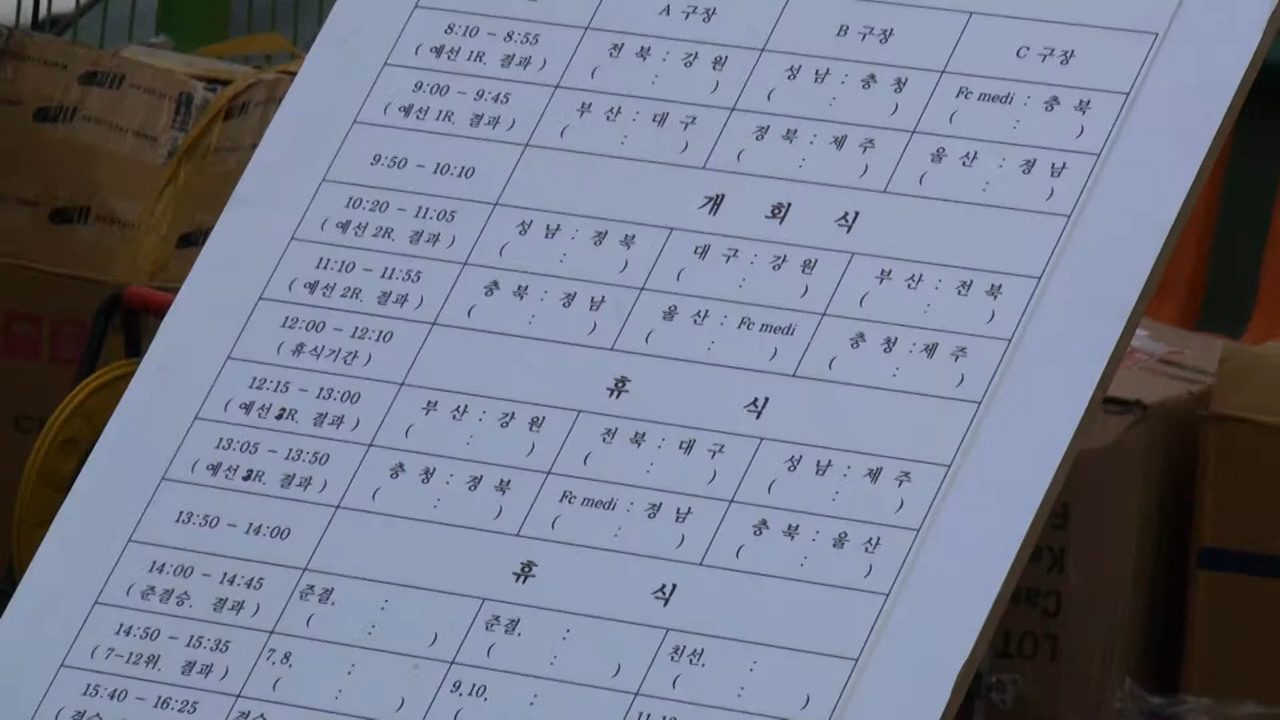 A 구장 B 구장 C 구장
8:10 - 8:55 전 북 : 강 원 성 남 : 충 청 Fc medi : 충 북
( 예선 1R. 결과 ) ( : ) ( : ) ( : )
9:00 - 9:45 부 산 : 대 구 경 북 : 제 주 울 산 : 경 남
( 예선 1R. 결과 ) ( : ) ( : ) ( : )
9:50 - 10:10 개 회 식
10:20 - 11:05 성 남 : 경 북 대 구 : 강 원 부 산 : 전 북
( 예선 2R. 결과 ) ( : ) ( : ) ( : )
11:10 - 11:55 충 북 : 경 남 울 산 : Fc medi 충 청 : 제 주
( 예선 2R. 결과 ) ( : ) ( : ) ( : )
12:00 - 12:10 휴 식
( 휴식기간 )
12:15 - 13:00 부 산 : 강 원 전 북 : 대 구 성 남 : 제 주
( 예선 3R. 결과 ) ( : ) ( : ) ( : )
13:05 - 13:50 충 청 : 경 북 Fc medi : 경 남 충 북 : 울 산
( 예선 3R. 결과 ) ( : ) ( : ) ( : )
13:50 - 14:00 휴 식
14:00 - 14:45 준결, : 준결, : 친선, :
( 준결승. 결과 ) ( : ) ( : ) ( : )
14:50 - 15:35 7,8, : 9,10, :
( 7-12위. 결과 ) ( : )
15:40 - 16:25